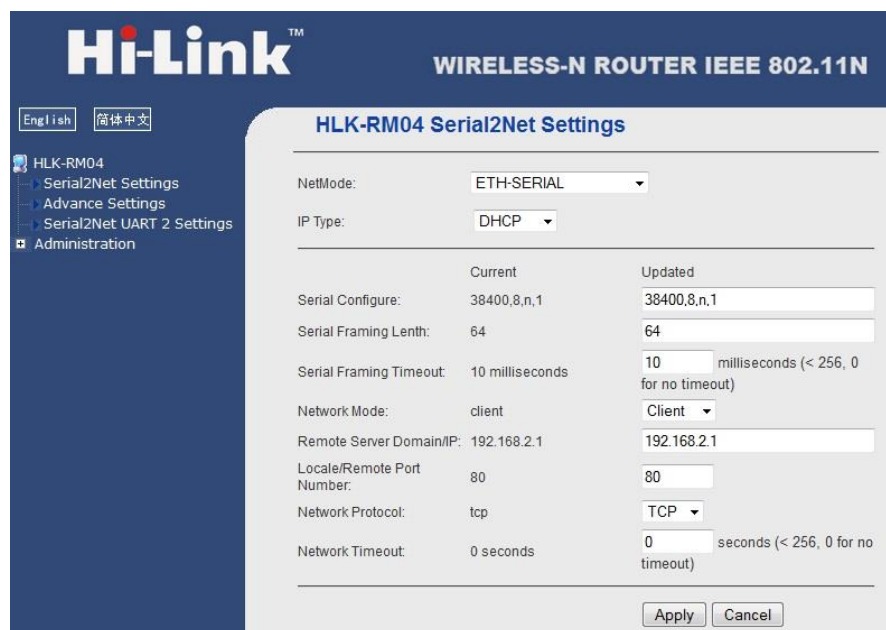 Hi-Link™
WIRELESS-N ROUTER IEEE 802.11N
English 简体中文
HLK-RM04
Serial2Net Settings
Advance Settings
Serial2Net UART 2 Settings
Administration
HLK-RM04 Serial2Net Settings
NetMode: ETH-SERIAL
IP Type: DHCP
Current Updated
Serial Configure: 38400,8,n,1 38400,8,n,1
Serial Framing Lenth: 64 64
Serial Framing Timeout: 10 milliseconds 10 milliseconds (< 256, 0
for no timeout)
Network Mode: client Client
Remote Server Domain/IP: 192.168.2.1 192.168.2.1
Locale/Remote Port
Number: 80 80
Network Protocol: tcp TCP
Network Timeout: 0 seconds 0 seconds (< 256, 0 for no
timeout)
Apply Cancel